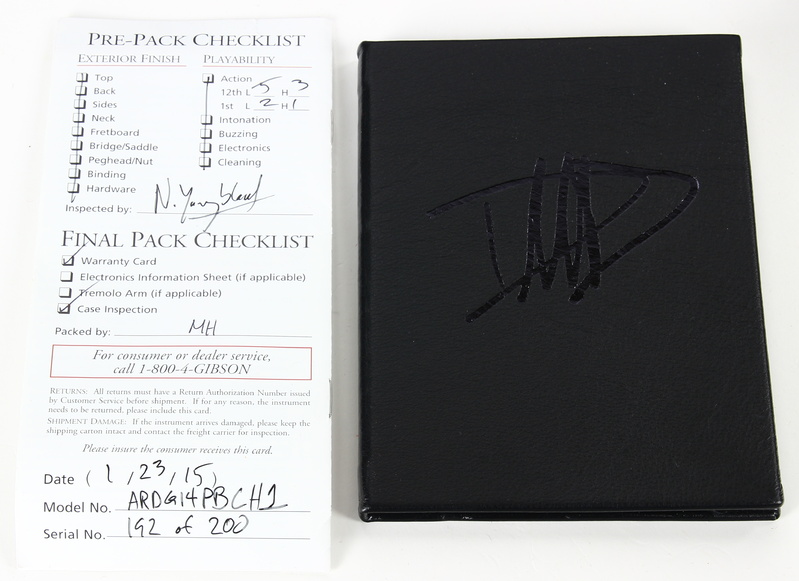 PRE-PACK CHECKLIST
EXTERIOR FINISH PLAYABILITY
Top Action
Back 12th L 5 H 3
Sides 1st L 2 H 1
Neck Intonation
Fretboard Buzzing
Bridge/Saddle Electronics
Peghead/Nut Cleaning
Binding
Hardware
Inspected by: N. Youngblood
FINAL PACK CHECKLIST
Warranty Card
Electronics Information Sheet (if applicable)
Tremolo Arm (if applicable)
Case Inspection
Packed by: MH
For consumer or dealer service,
call 1-800-4-GIBSON
RETURNS: All returns must have a Return Authorization Number issued
by Customer Service before shipment. If for any reason, the instrument
needs to be returned, please include this card.
SHIPMENT DAMAGE: If the instrument arrives damaged, please keep the
shipping carton intact and contact the freight carrier for inspection.
Please insure the consumer receives this card.
Date (1/23/15)
Model No. ARDG14PBCH1
Serial No. 192 of 200